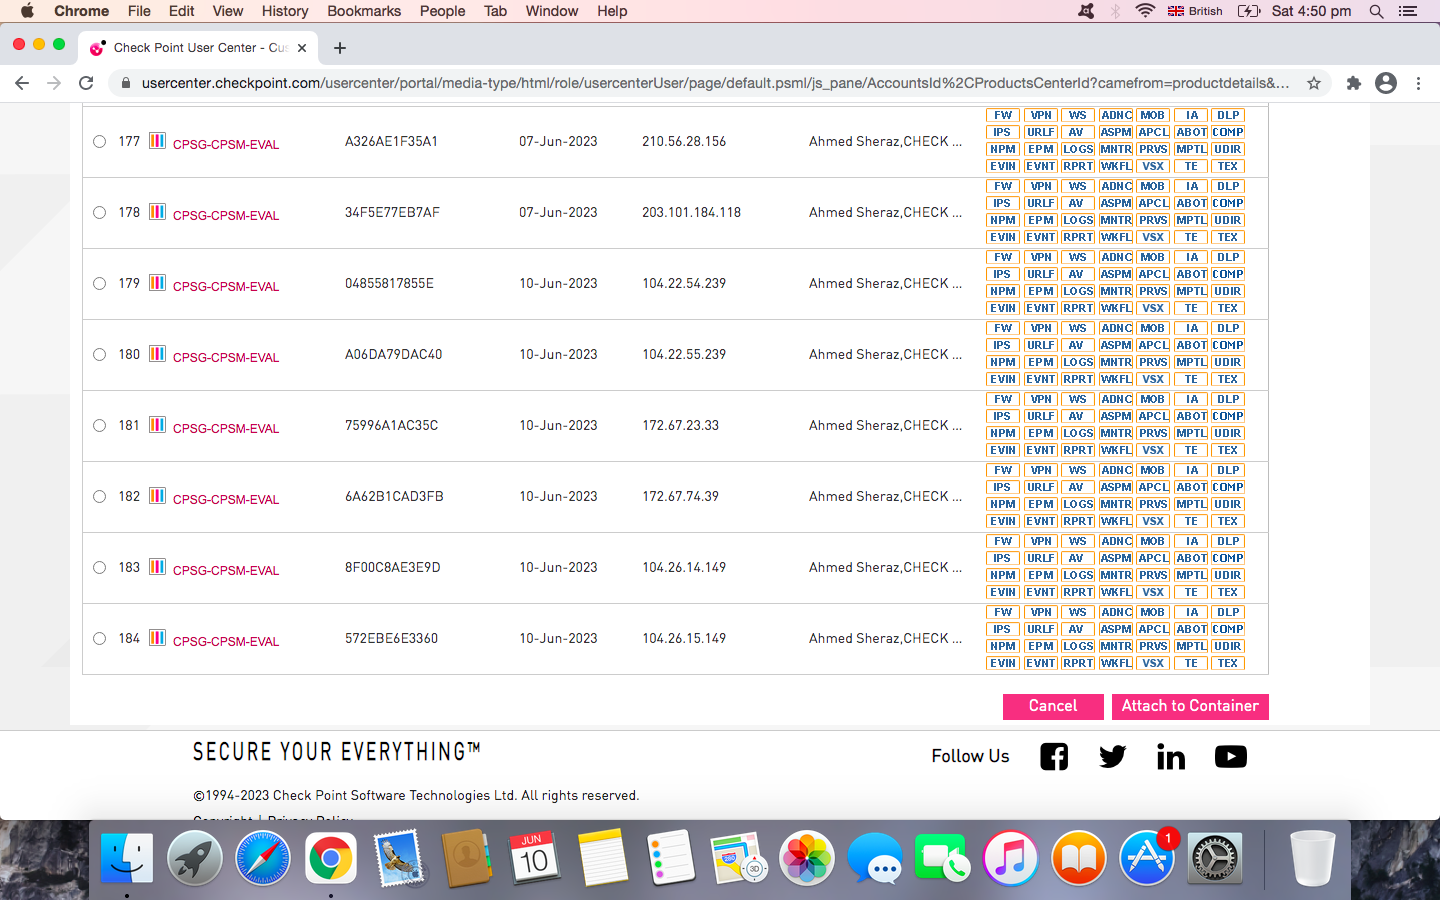 Chrome File Edit View History Bookmarks People Tab Window Help British Sat 4:50 pm
Check Point User Center - Cus
usercenter.checkpoint.com/usercenter/portal/media-type/html/role/usercenterUser/page/default.psml/js_pane/AccountsId%2CProductsCenterId?camefrom=productdetails&...
177 CPSG-CPSM-EVAL A326AE1F35A1 07-Jun-2023 210.56.28.156 Ahmed Sheraz,CHECK ...
FW VPN WS ADNC MOB IA DLP
IPS URLF AV ASPM APCL ABOT COMP
NPM EPM LOGS MNTR PRVS MPTL UDIR
EVIN EVNT RPRT WKFL VSX TE TEX
178 CPSG-CPSM-EVAL 34F5E77EB7AF 07-Jun-2023 203.101.184.118 Ahmed Sheraz,CHECK ...
FW VPN WS ADNC MOB IA DLP
IPS URLF AV ASPM APCL ABOT COMP
NPM EPM LOGS MNTR PRVS MPTL UDIR
EVIN EVNT RPRT WKFL VSX TE TEX
179 CPSG-CPSM-EVAL 04855817855E 10-Jun-2023 104.22.54.239 Ahmed Sheraz,CHECK ...
FW VPN WS ADNC MOB IA DLP
IPS URLF AV ASPM APCL ABOT COMP
NPM EPM LOGS MNTR PRVS MPTL UDIR
EVIN EVNT RPRT WKFL VSX TE TEX
180 CPSG-CPSM-EVAL A06DA79DAC40 10-Jun-2023 104.22.55.239 Ahmed Sheraz,CHECK ...
FW VPN WS ADNC MOB IA DLP
IPS URLF AV ASPM APCL ABOT COMP
NPM EPM LOGS MNTR PRVS MPTL UDIR
EVIN EVNT RPRT WKFL VSX TE TEX
181 CPSG-CPSM-EVAL 75996A1AC35C 10-Jun-2023 172.67.23.33 Ahmed Sheraz,CHECK ...
FW VPN WS ADNC MOB IA DLP
IPS URLF AV ASPM APCL ABOT COMP
NPM EPM LOGS MNTR PRVS MPTL UDIR
EVIN EVNT RPRT WKFL VSX TE TEX
182 CPSG-CPSM-EVAL 6A62B1CAD3FB 10-Jun-2023 172.67.74.39 Ahmed Sheraz,CHECK ...
FW VPN WS ADNC MOB IA DLP
IPS URLF AV ASPM APCL ABOT COMP
NPM EPM LOGS MNTR PRVS MPTL UDIR
EVIN EVNT RPRT WKFL VSX TE TEX
183 CPSG-CPSM-EVAL 8F00C8AE3E9D 10-Jun-2023 104.26.14.149 Ahmed Sheraz,CHECK ...
FW VPN WS ADNC MOB IA DLP
IPS URLF AV ASPM APCL ABOT COMP
NPM EPM LOGS MNTR PRVS MPTL UDIR
EVIN EVNT RPRT WKFL VSX TE TEX
184 CPSG-CPSM-EVAL 572EBE6E3360 10-Jun-2023 104.26.15.149 Ahmed Sheraz,CHECK ...
FW VPN WS ADNC MOB IA DLP
IPS URLF AV ASPM APCL ABOT COMP
NPM EPM LOGS MNTR PRVS MPTL UDIR
EVIN EVNT RPRT WKFL VSX TE TEX
Cancel Attach to Container
SECURE YOUR EVERYTHING™ Follow Us
©1994-2023 Check Point Software Technologies Ltd. All rights reserved.
Copyright | Privacy Policy
JUN
10
280
3D
1